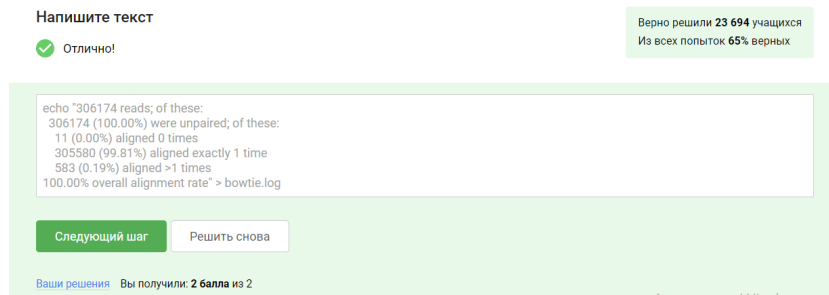 Напишите текст
Отлично!
Верно решили 23 694 учащихся
Из всех попыток 65% верных
echo "306174 reads; of these:
306174 (100.00%) were unpaired; of these:
11 (0.00%) aligned 0 times
305580 (99.81%) aligned exactly 1 time
583 (0.19%) aligned >1 times
100.00% overall alignment rate" > bowtie.log
Следующий шаг
Решить снова
Ваши решения Вы получили: 2 балла из 2